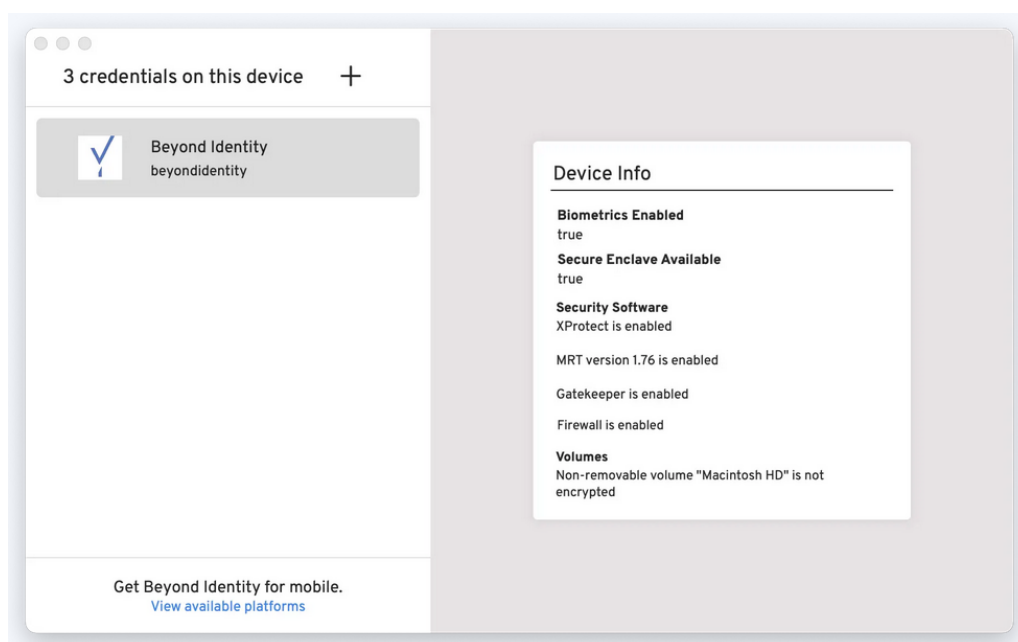 3 credentials on this device +
Beyond Identity
beyondidentity
Get Beyond Identity for mobile.
View available platforms
Device Info
Biometrics Enabled
true
Secure Enclave Available
true
Security Software
XProtect is enabled
MRT version 1.76 is enabled
Gatekeeper is enabled
Firewall is enabled
Volumes
Non-removable volume "Macintosh HD" is not
encrypted